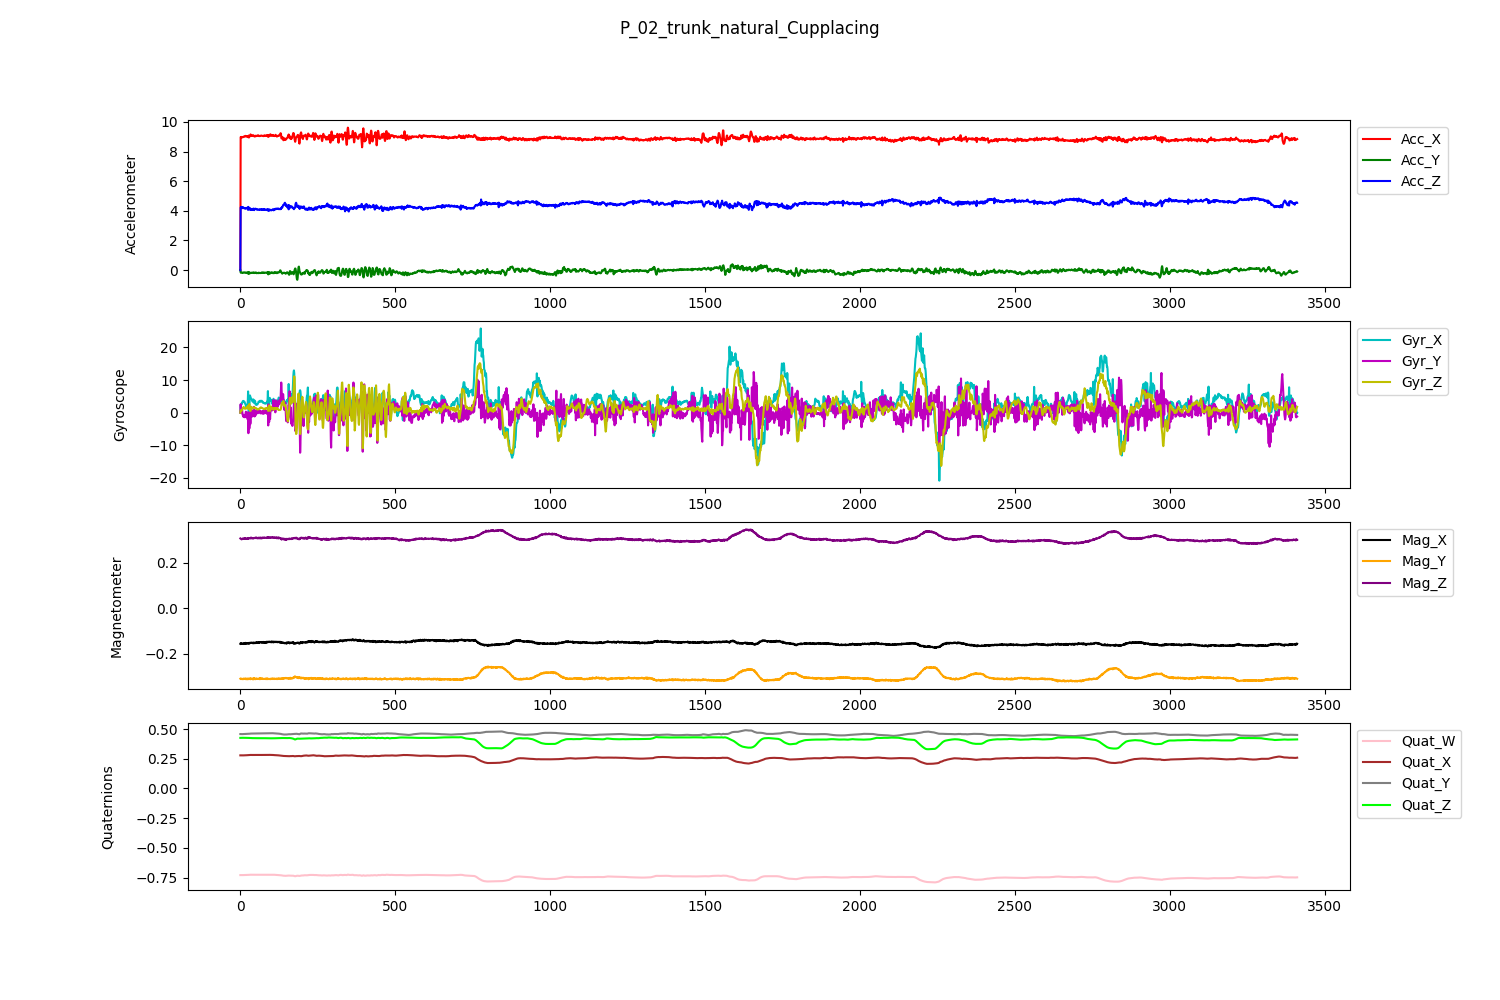 P_02_trunk_natural_Cupplacing
Accelerometer
10
8
6
4
2
0
0 500 1000 1500 2000 2500 3000 3500
Acc_X
Acc_Y
Acc_Z
Gyroscope
20
10
0
−10
−20
0 500 1000 1500 2000 2500 3000 3500
Gyr_X
Gyr_Y
Gyr_Z
Magnetometer
0.2
0.0
−0.2
0 500 1000 1500 2000 2500 3000 3500
Mag_X
Mag_Y
Mag_Z
Quaternions
0.50
0.25
0.00
−0.25
−0.50
−0.75
0 500 1000 1500 2000 2500 3000 3500
Quat_W
Quat_X
Quat_Y
Quat_Z